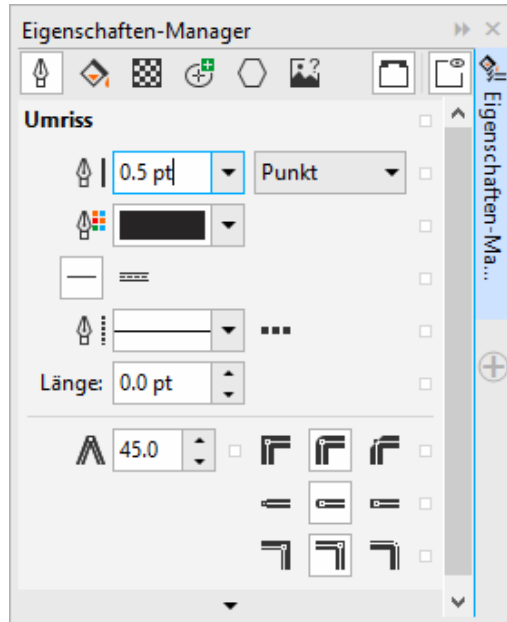 Eigenschaften-Manager
Umriss
0.5 pt Punkt
Länge: 0.0 pt
45.0
Eigenschaften-Ma...